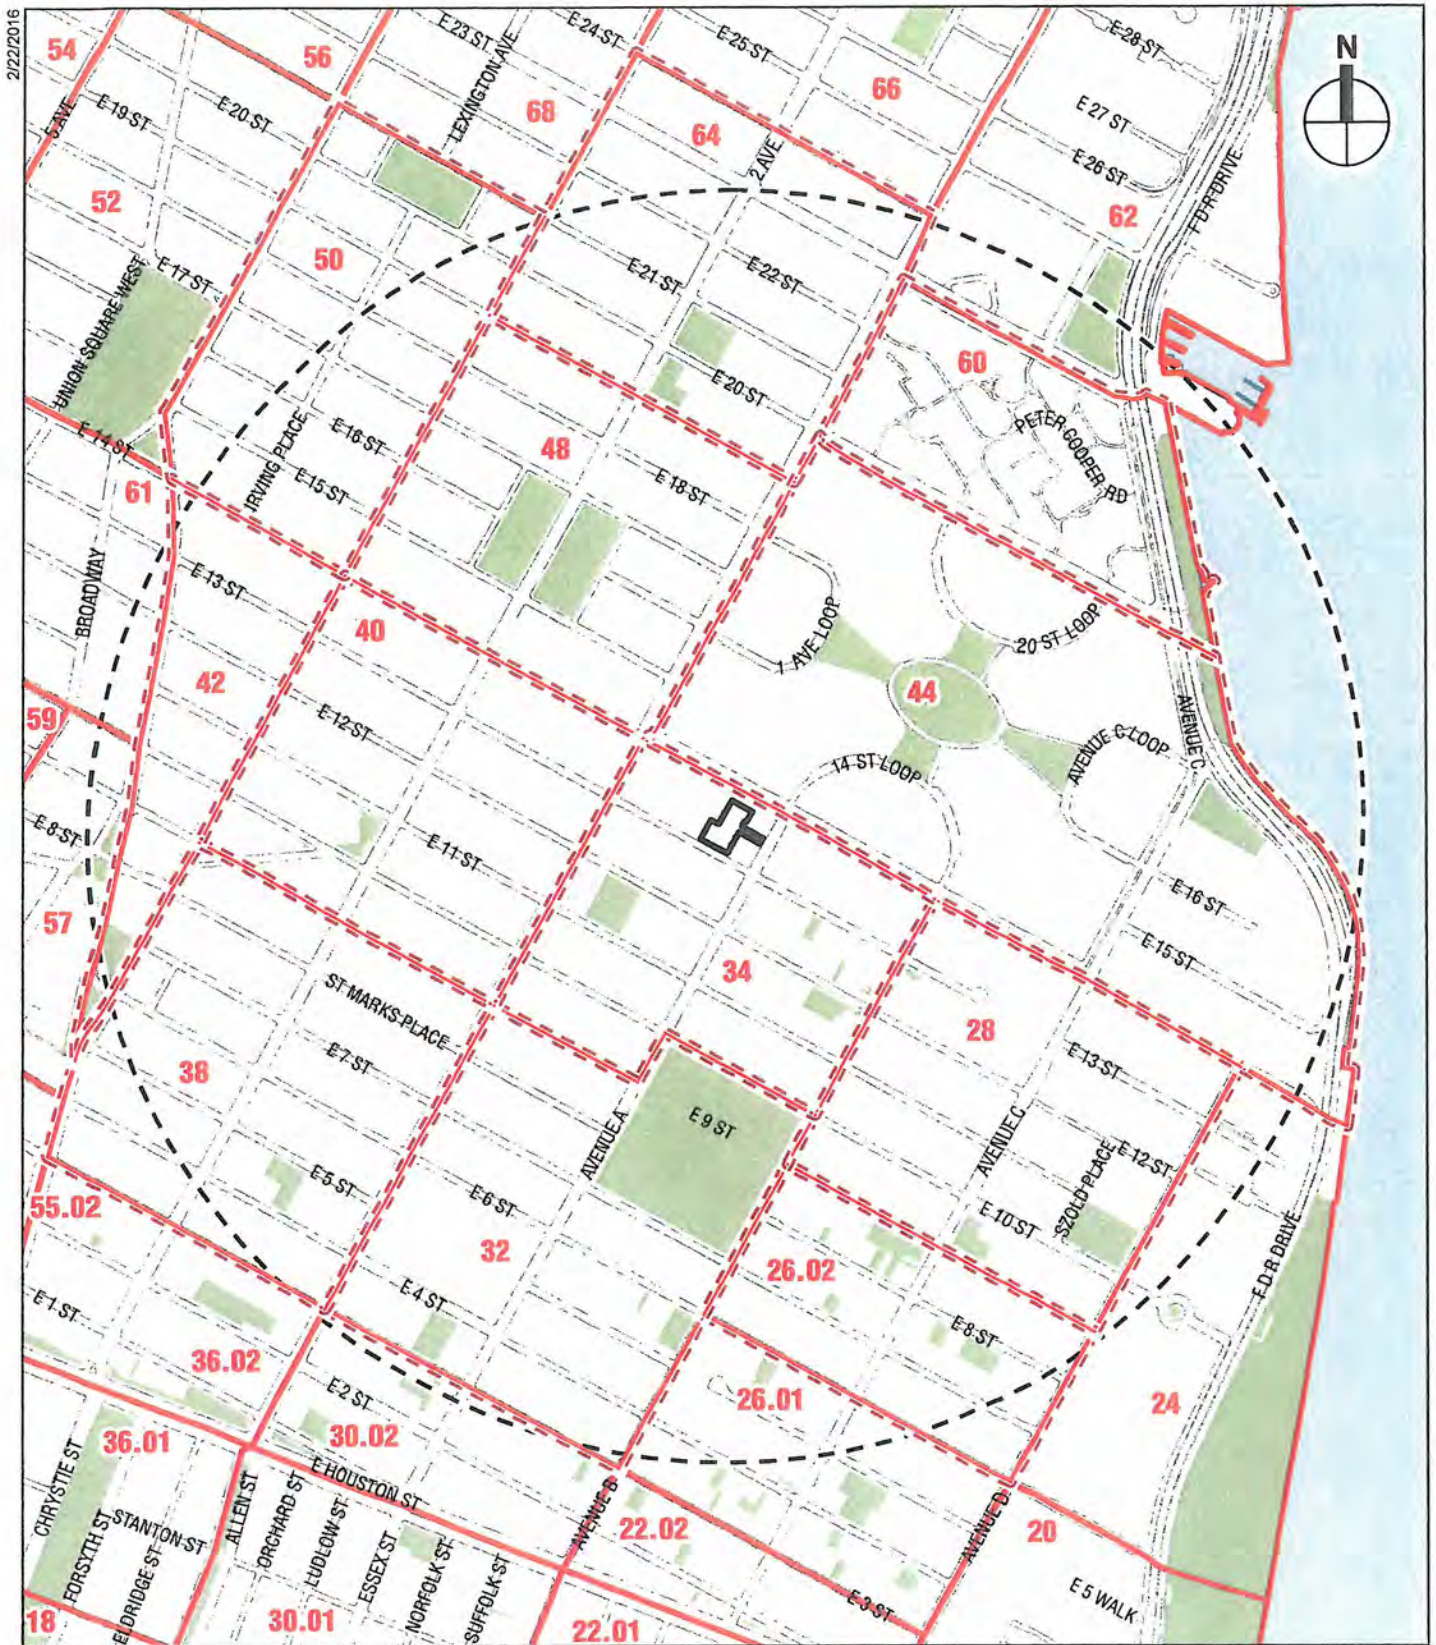 2/22/2016
54
56
E 23 ST
E 24 ST
E 25 ST
E 28 ST
N
5 AVE
E 19 ST
E 20 ST
LEXINGTON AVE
68
64
66
E 27 ST
2 AVE
E 26 ST
F D R DRIVE
52
62
50
E 17 ST
E 21 ST
E 22 ST
UNION SQUARE WEST
60
E 20 ST
E 14 ST
IRVING PLACE
E 16 ST
48
PETER COOPER RD
61
E 15 ST
E 18 ST
BROADWAY
E 13 ST
40
1 AVE LOOP
20 ST LOOP
42
44
59
E 12 ST
AVENUE C
AVENUE C LOOP
14 ST LOOP
E 8 ST
E 11 ST
E 16 ST
57
E 15 ST
34
ST MARKS PLACE
28
E 7 ST
E 13 ST
38
E 9 ST
AVENUE A
AVENUE C
SZOLD PLACE
E 12 ST
55.02
E 5 ST
E 6 ST
E 10 ST
32
26.02
F D R DRIVE
E 1 ST
E 4 ST
E 8 ST
36.02
E 2 ST
26.01
24
36.01
30.02
CHRYSTIE ST
E HOUSTON ST
FORSYTH ST
STANTON ST
ALLEN ST
ORCHARD ST
LUDLOW ST
AVENUE B
22.02
AVENUE D
20
ELDRIDGE ST
ESSEX ST
NORFOLK ST
SUFFOLK ST
E 3 ST
E 5 WALK
18
30.01
22.01